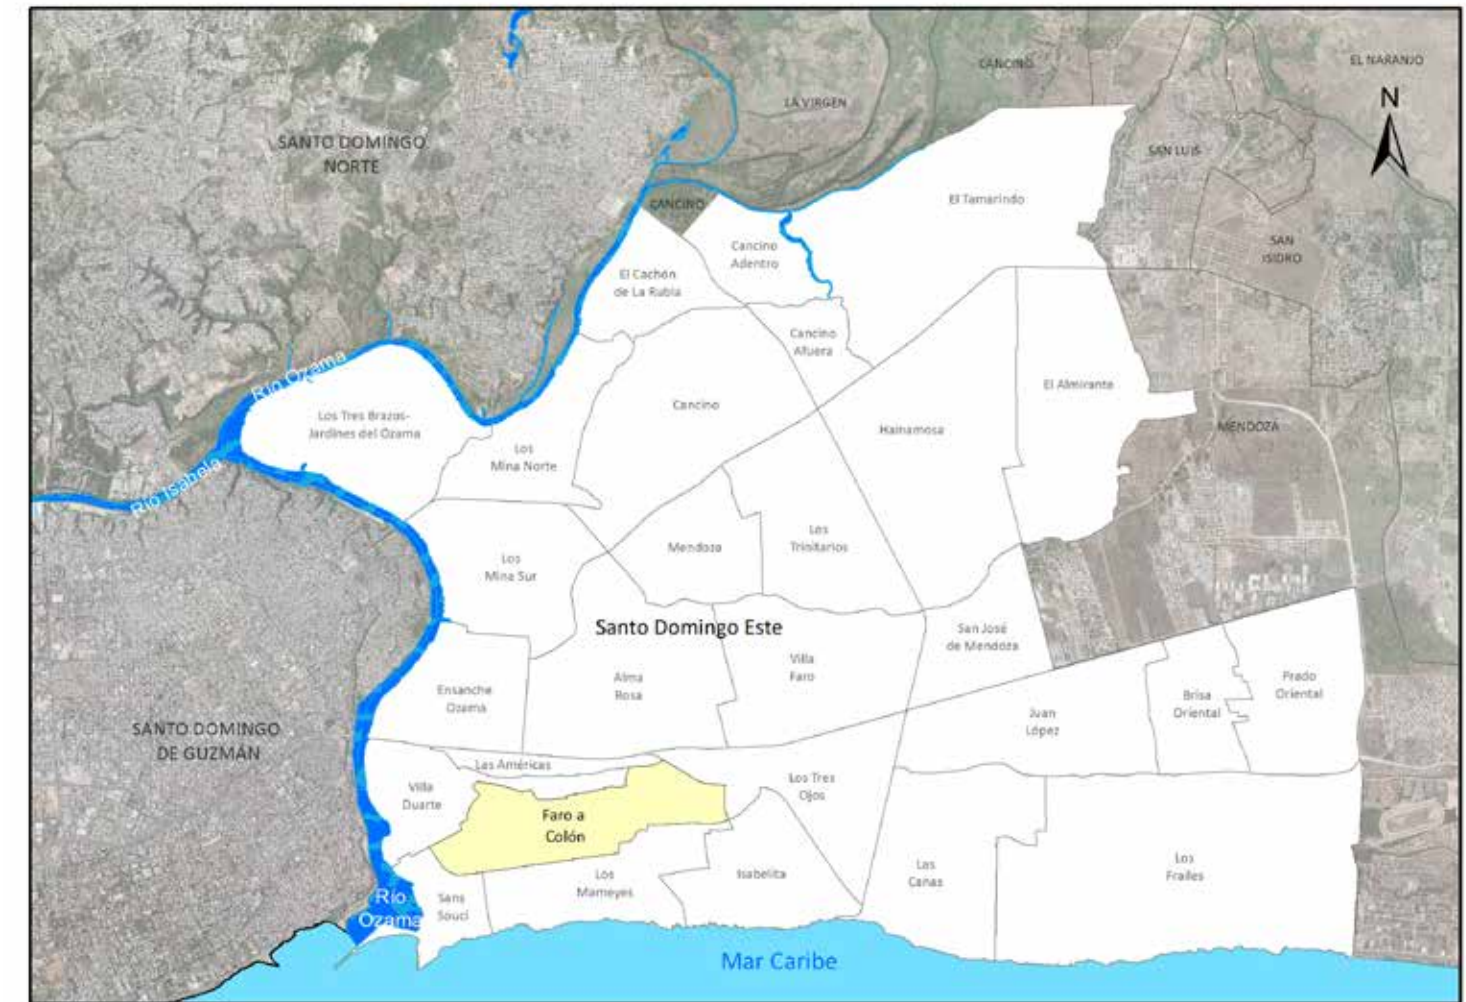 CANCINO
EL NARANJO
N
LA VIRGEN
SANTO DOMINGO
NORTE
SAN LUIS
CANCINO
El Tamarindo
SAN
ISIDRO
Cancino
Adentro
El Cachón
de La Rubia
Cancino
Afuera
Río Ozama
El Almirante
Cancino
Los Tres Brazos-
Jardines del Ozama
Hainamosa
MENDOZA
Los
Mina Norte
Río Isabela
Los
Trinitarios
Mendoza
Los
Mina Sur
Santo Domingo Este
San José
de Mendoza
Villa
Faro
Alma
Rosa
Prado
Oriental
Ensanche
Ozama
Brisa
Oriental
Juan
López
SANTO DOMINGO
DE GUZMÁN
Las Américas
Los Tres
Ojos
Villa
Duarte
Faro a
Colón
Los
Frailes
Las
Canas
Los
Mameyes
Isabelita
Sans
Soucí
Río
Ozama
Mar Caribe